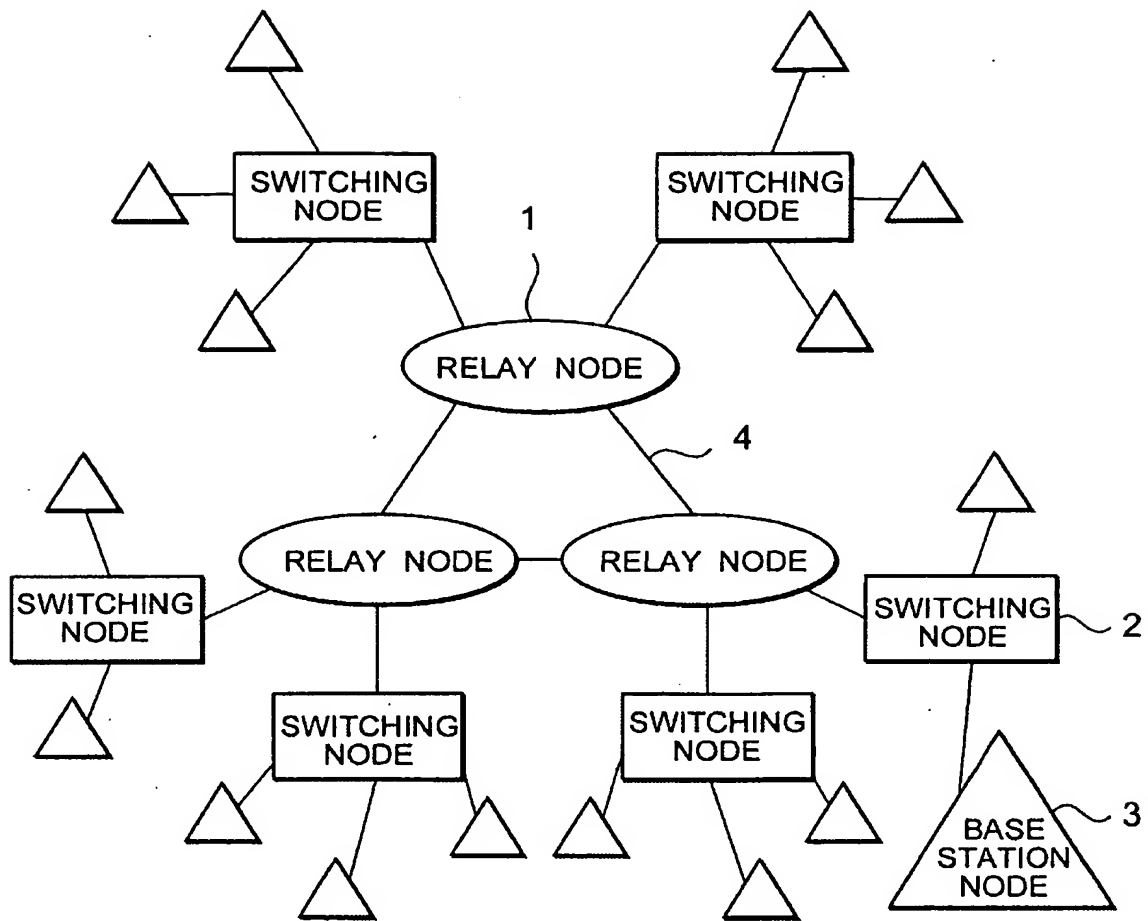 SWITCHING
NODE
SWITCHING
NODE
1
RELAY NODE
4
RELAY NODE
RELAY NODE
SWITCHING
NODE
SWITCHING
NODE
2
SWITCHING
NODE
SWITCHING
NODE
BASE
STATION
NODE
3